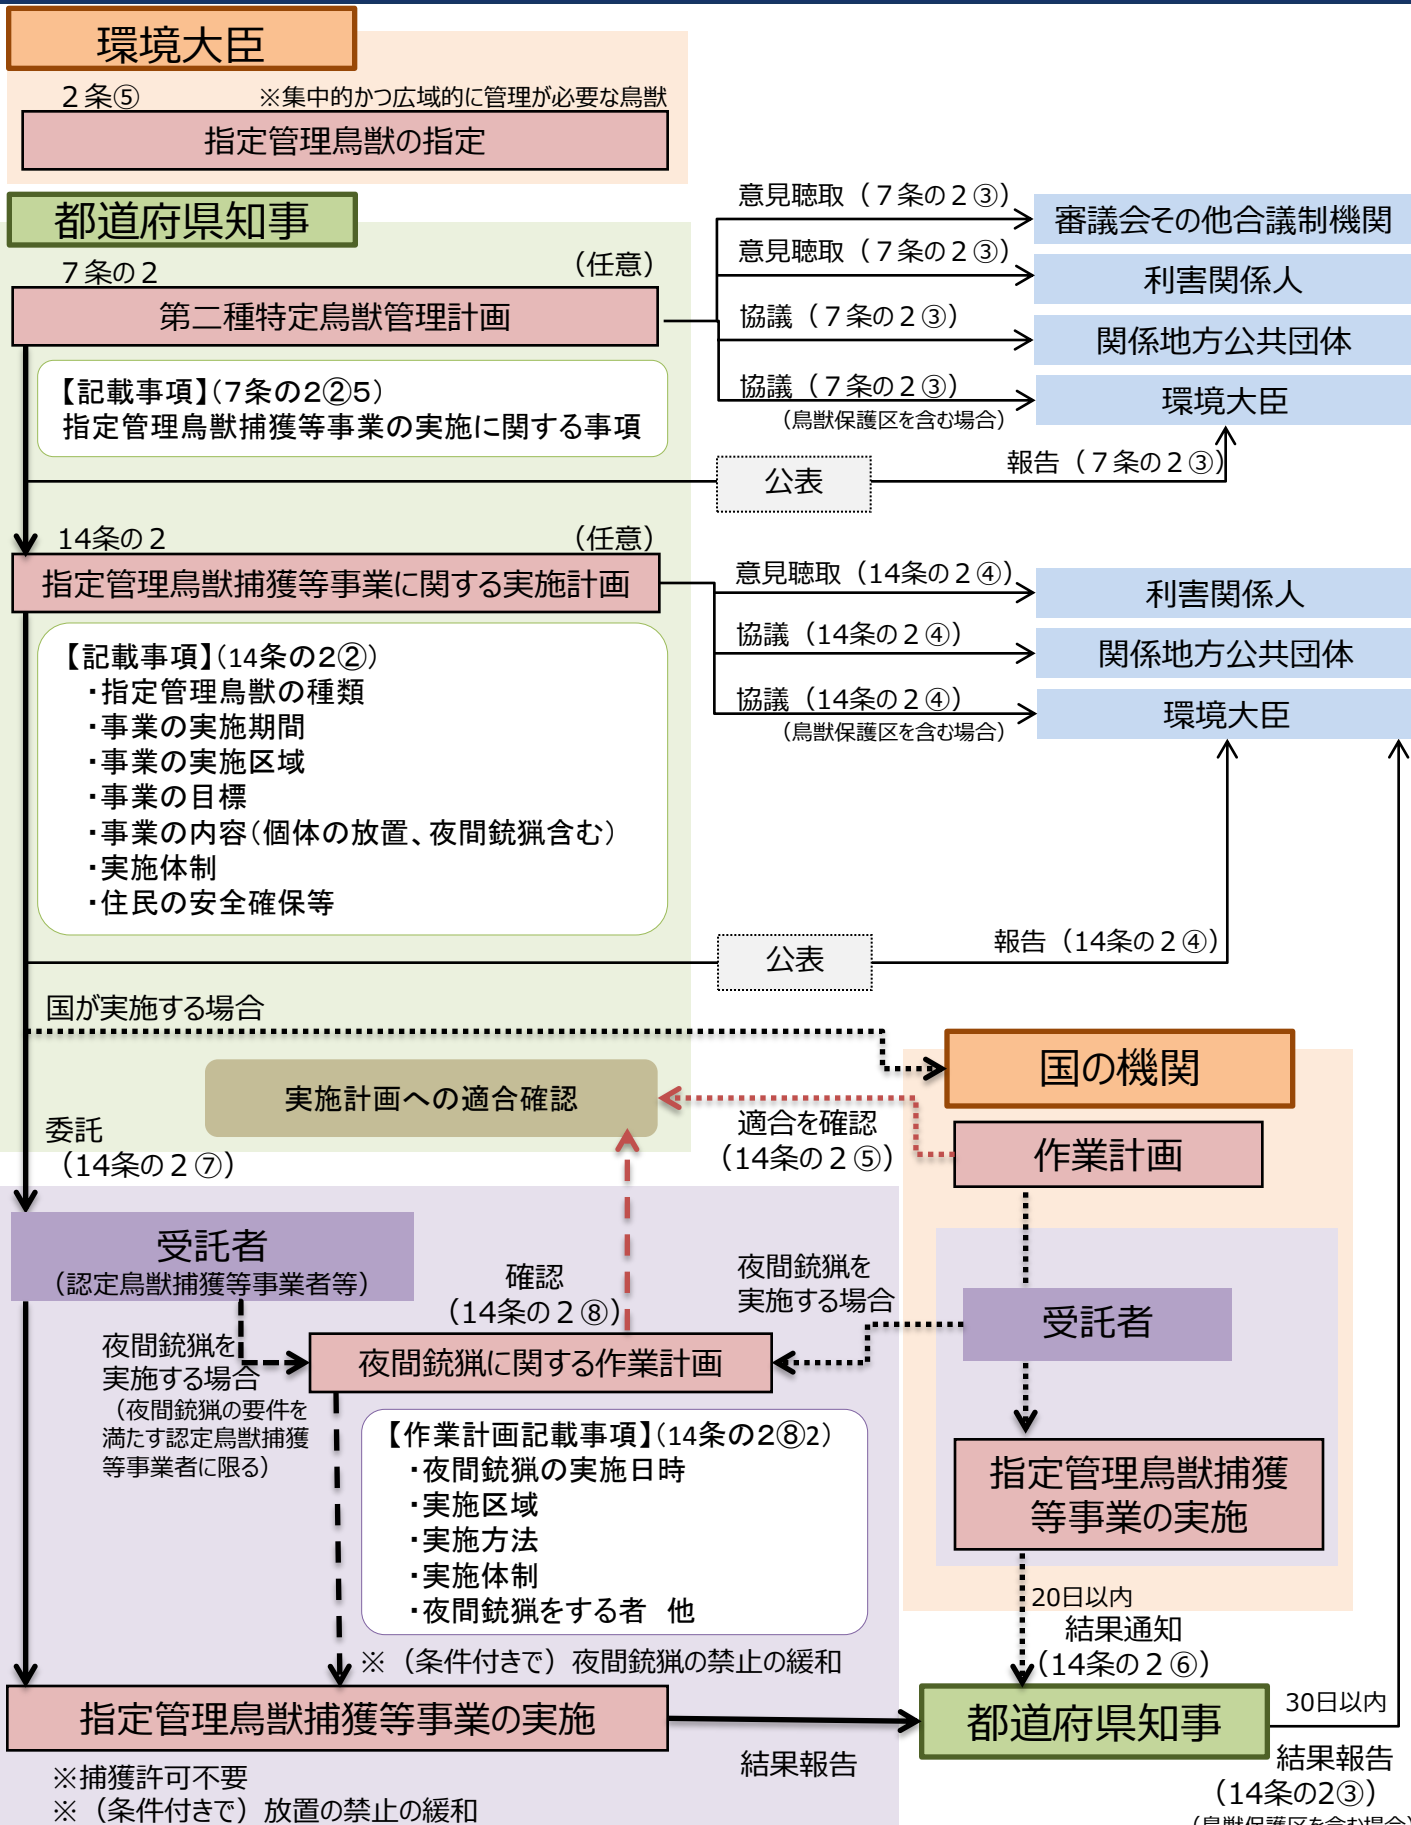 環境大臣
２条⑤
※集中的かつ広域的に管理が必要な鳥獣
指定管理鳥獣の指定
都道府県知事
７条の２
（任意）
第二種特定鳥獣管理計画
【記載事項】（7条の2②5）
指定管理鳥獣捕獲等事業の実施に関する事項
意見聴取（７条の２③）
審議会その他合議制機関
意見聴取（７条の２③）
利害関係人
協議（７条の２③）
関係地方公共団体
協議（７条の２③）
（鳥獣保護区を含む場合）
環境大臣
公表
報告（７条の２③）
14条の２
（任意）
指定管理鳥獣捕獲等事業に関する実施計画
意見聴取（14条の２④）
利害関係人
協議（14条の２④）
関係地方公共団体
協議（14条の２④）
（鳥獣保護区を含む場合）
環境大臣
【記載事項】（14条の2②）
・指定管理鳥獣の種類
・事業の実施期間
・事業の実施区域
・事業の目標
・事業の内容（個体の放置、夜間銃猟含む）
・実施体制
・住民の安全確保等
公表
報告（14条の２④）
国が実施する場合
国の機関
実施計画への適合確認
適合を確認
（14条の２⑤）
作業計画
委託
（14条の２⑦）
受託者
（認定鳥獣捕獲等事業者等）
確認
（14条の２⑧）
夜間銃猟を
実施する場合
受託者
夜間銃猟を
実施する場合
（夜間銃猟の要件を
満たす認定鳥獣捕獲
等事業者に限る）
夜間銃猟に関する作業計画
【作業計画記載事項】（14条の2⑧2）
・夜間銃猟の実施日時
・実施区域
・実施方法
・実施体制
・夜間銃猟をする者　他
指定管理鳥獣捕獲
等事業の実施
20日以内
結果通知
（14条の２⑥）
※（条件付きで）夜間銃猟の禁止の緩和
指定管理鳥獣捕獲等事業の実施
結果報告
都道府県知事
30日以内
結果報告
（14条の2③）
（鳥獣保護区を含む場合）
※捕獲許可不要
※（条件付きで）放置の禁止の緩和